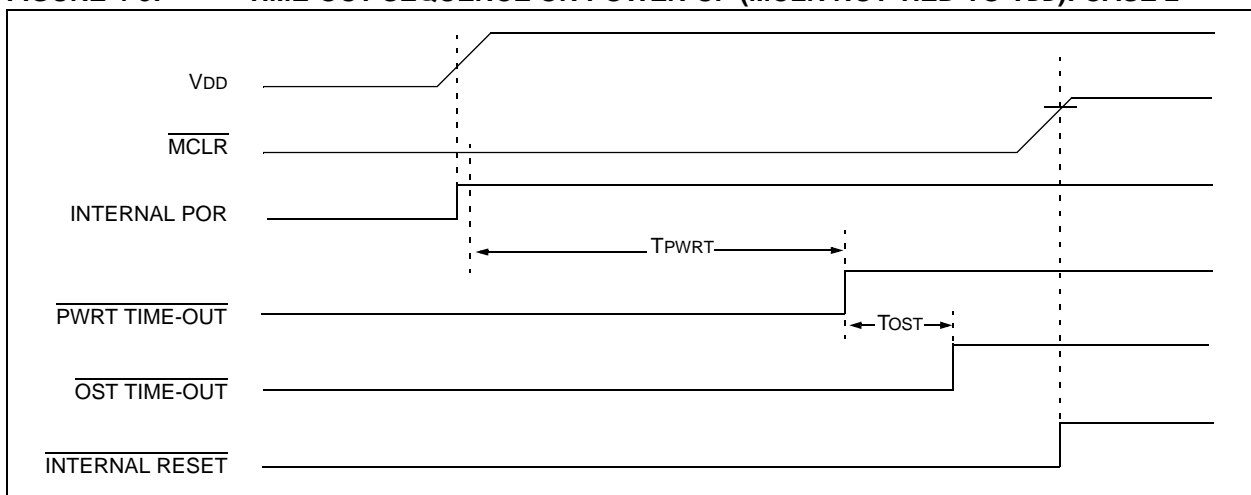 VDD
MCLR
INTERNAL POR
TPWRT
PWRT TIME-OUT
TOST
OST TIME-OUT
INTERNAL RESET